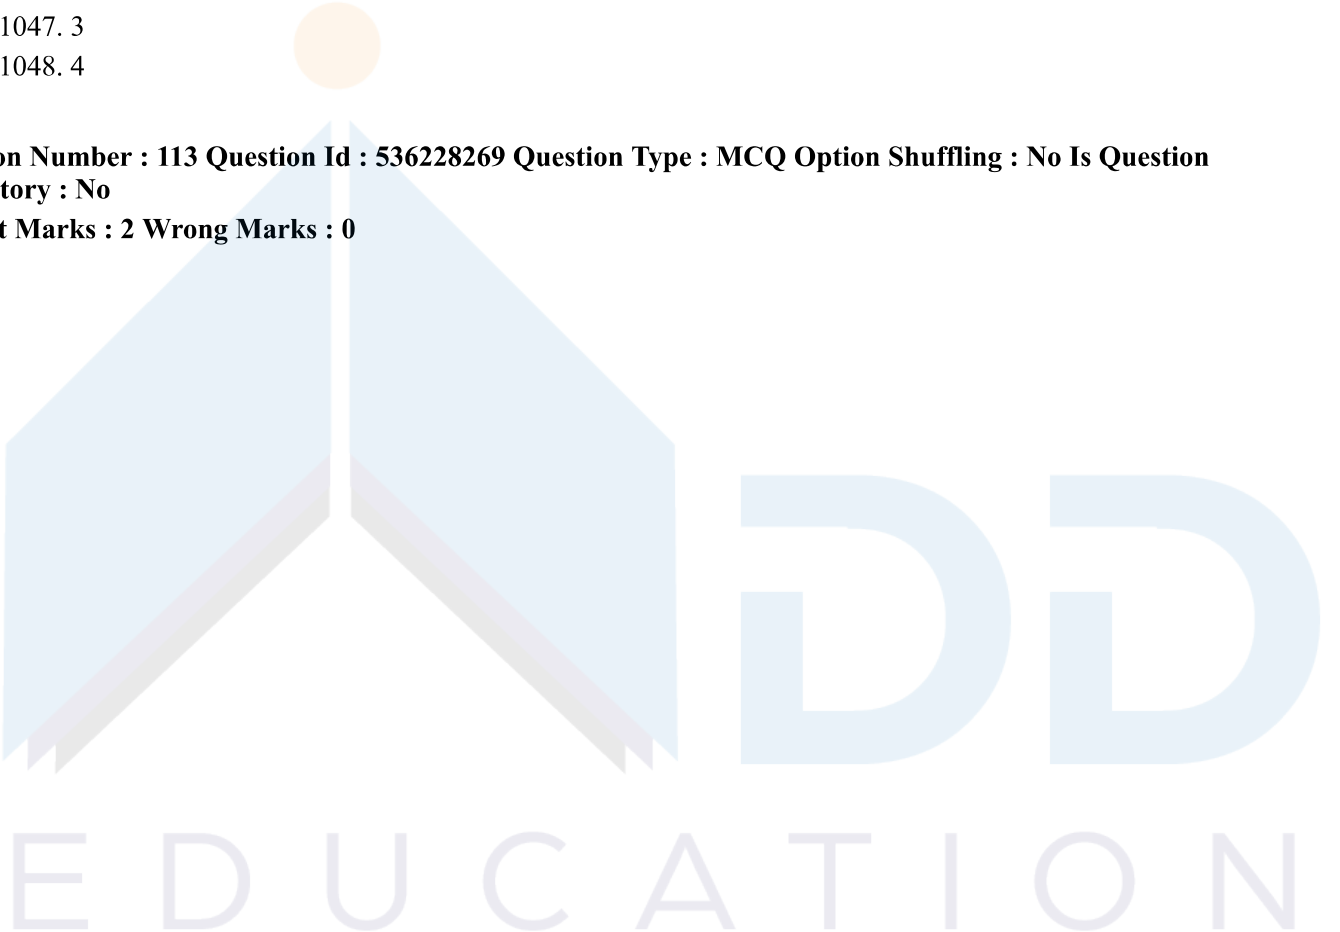 1047. 3
1048. 4
on Number : 113 Question Id : 536228269 Question Type : MCQ Option Shuffling : No Is Question
tory : No
t Marks : 2 Wrong Marks : 0
DD
EDUCATION